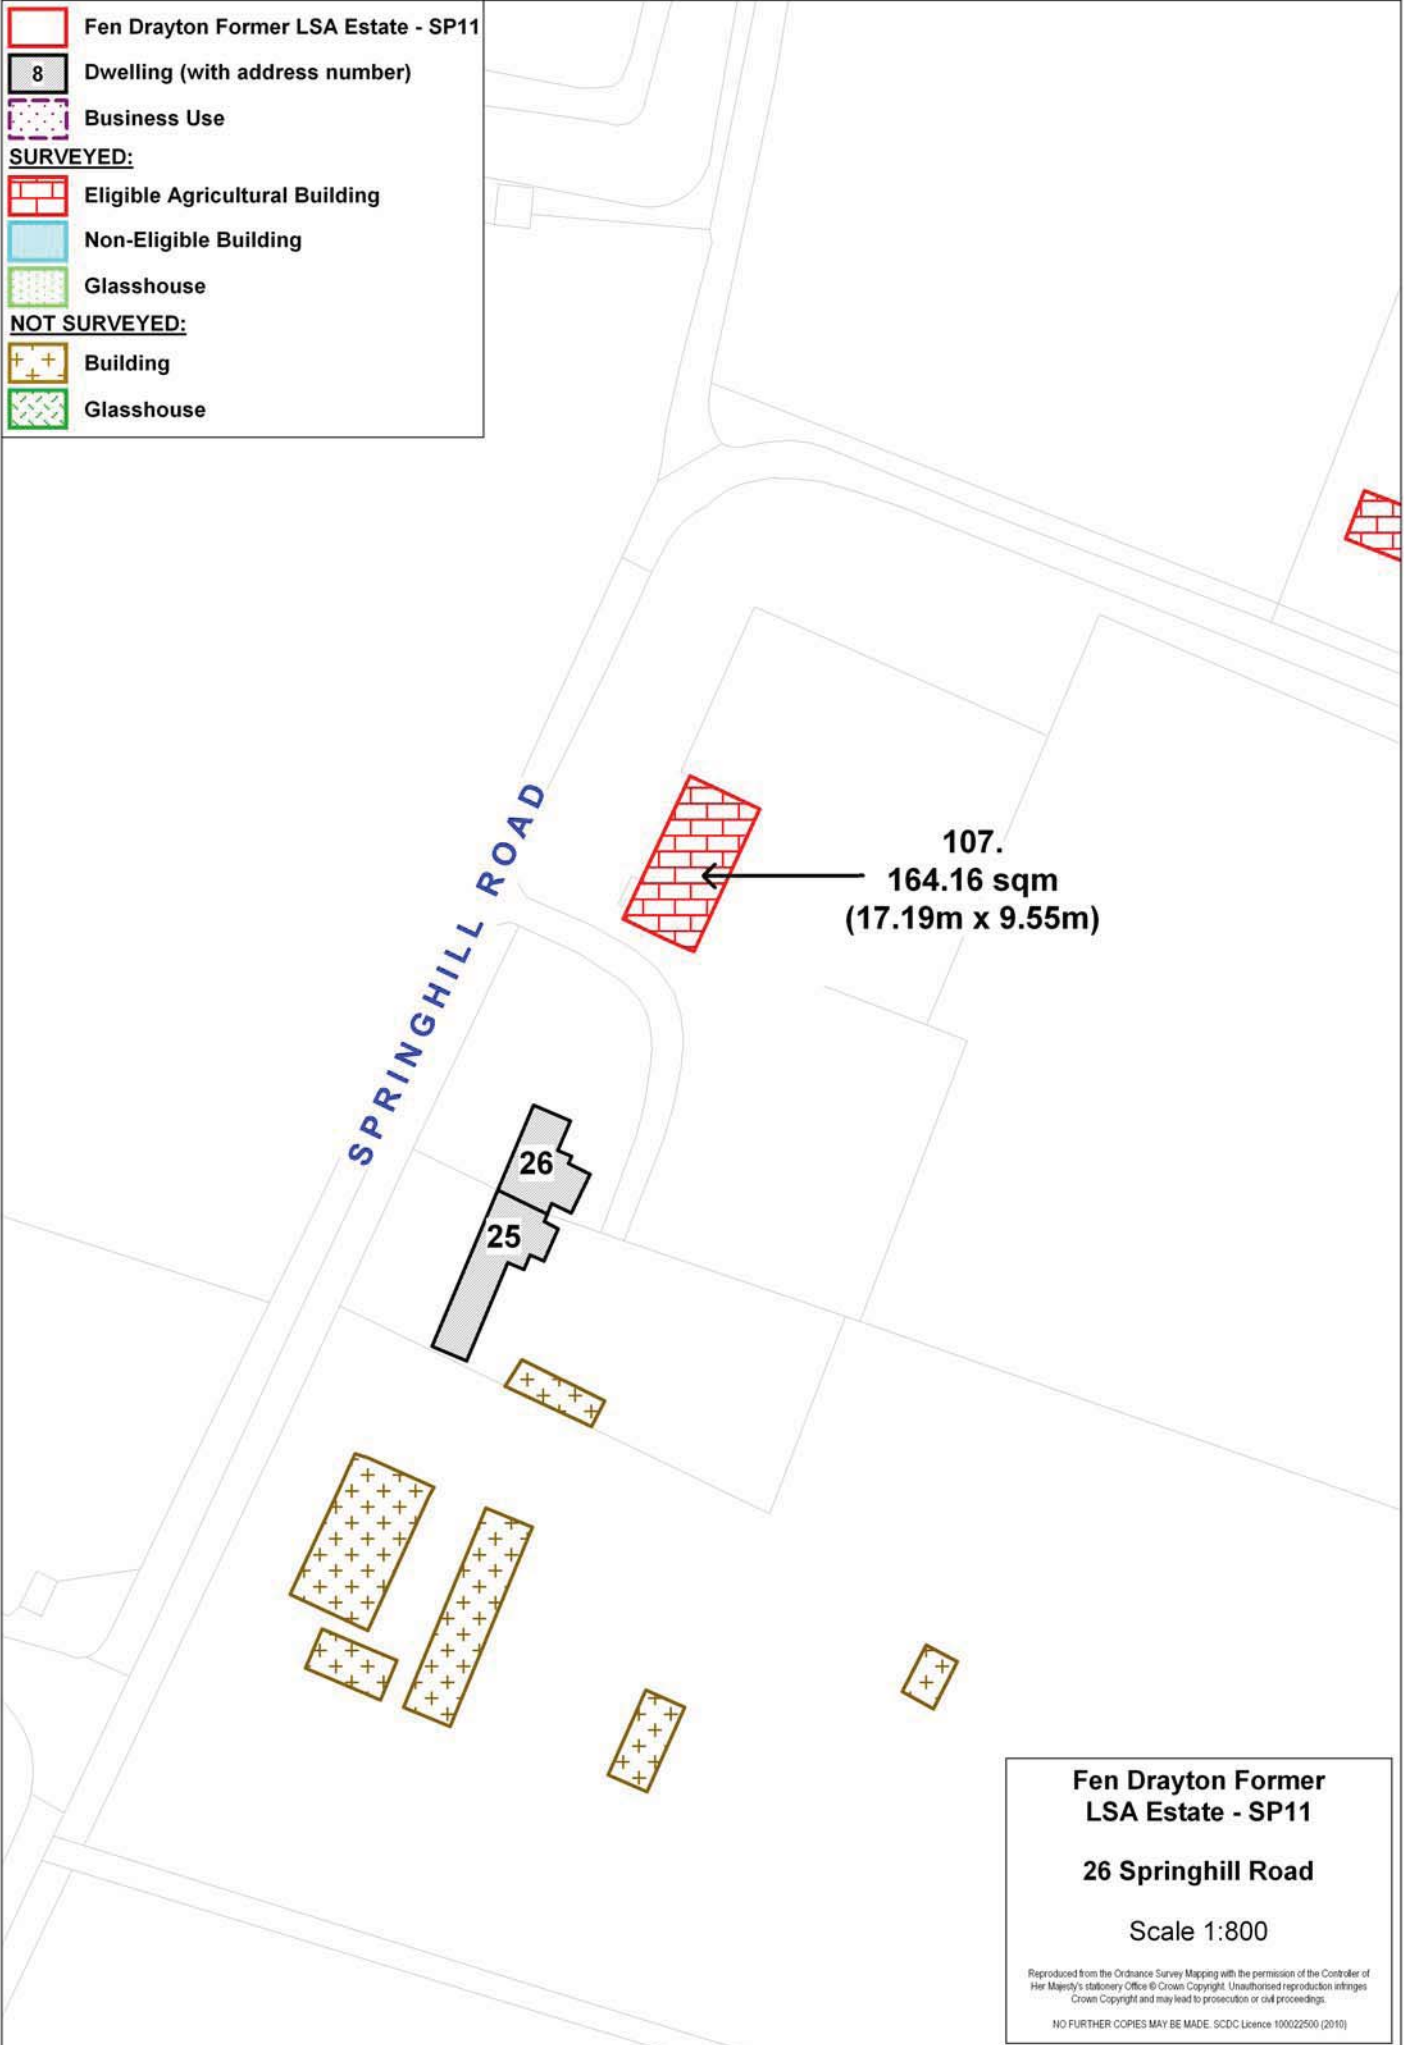 Fen Drayton Former LSA Estate - SP11
8 Dwelling (with address number)
Business Use
SURVEYED:
Eligible Agricultural Building
Non-Eligible Building
Glasshouse
NOT SURVEYED:
Building
Glasshouse
SPRINGHILL ROAD
107.
164.16 sqm
(17.19m x 9.55m)
26
25
Fen Drayton Former
LSA Estate - SP11
26 Springhill Road
Scale 1:800
Reproduced from the Ordnance Survey Mapping with the permission of the Controller of
Her Majesty's stationery Office © Crown Copyright. Unauthorised reproduction infringes
Crown Copyright and may lead to prosecution or civil proceedings.
NO FURTHER COPIES MAY BE MADE. SCDC Licence 100022500 (2010)